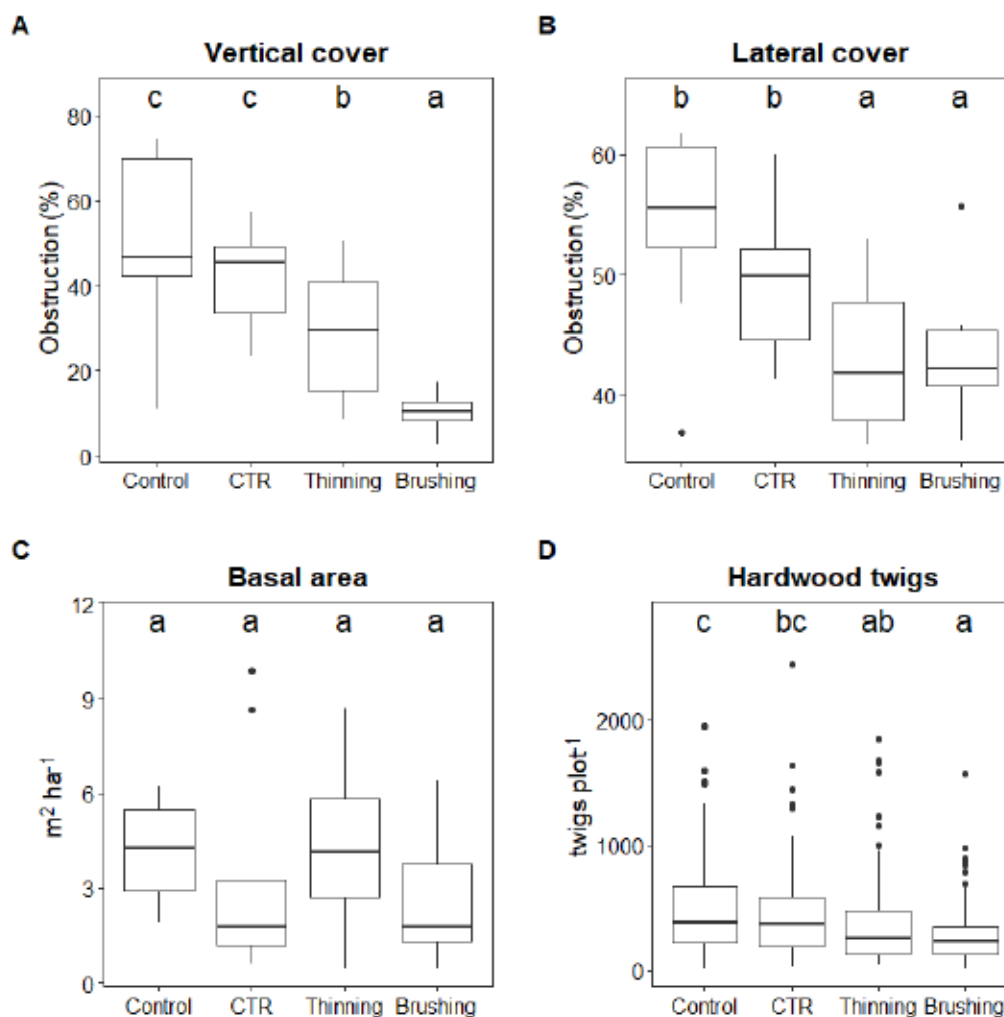 A
Vertical cover
c c b a
80
60
40
20
0
Obstruction (%)
Control CTR Thinning Brushing
B
Lateral cover
b b a a
60
50
40
Obstruction (%)
Control CTR Thinning Brushing
C
Basal area
a a a a
12
9
6
3
0
m² ha⁻¹
Control CTR Thinning Brushing
D
Hardwood twigs
c bc ab a
2000
1000
0
twigs plot⁻¹
Control CTR Thinning Brushing